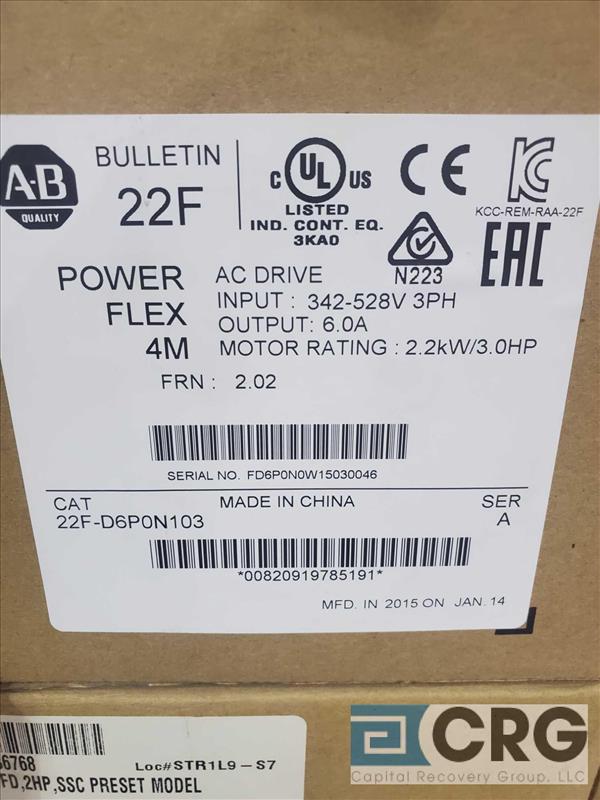 A-B
QUALITY
BULLETIN
22F
C UL US
LISTED
IND. CONT. EQ.
3KA0
CE
KC
KCC-REM-RAA-22F
N223
EAC
POWER
FLEX
4M
AC DRIVE
INPUT : 342-528V 3PH
OUTPUT: 6.0A
MOTOR RATING : 2.2kW/3.0HP
FRN : 2.02
SERIAL NO. FD6P0N0W15030046
CAT
22F-D6P0N103
MADE IN CHINA
SER
A
*00820919785191*
MFD. IN 2015 ON JAN. 14
6768 Loc#STR1L9-S7
FD,2HP,SSC PRESET MODEL
CRG
Capital Recovery Group, LLC